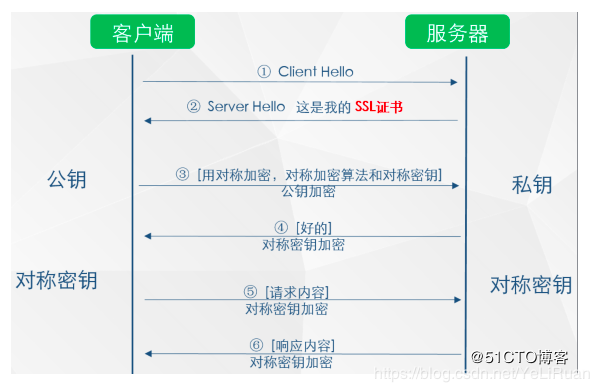 客户端
服务器
① Client Hello
② Server Hello 这是我的 SSL证书
公钥
③ [用对称加密，对称加密算法和对称密钥]
公钥加密
私钥
④ [好的]
对称密钥加密
对称密钥
对称密钥
⑤ [请求内容]
对称密钥加密
⑥ [响应内容]
对称密钥加密
@51CTO博客
https://blog.csdn.net/YeLiRuan